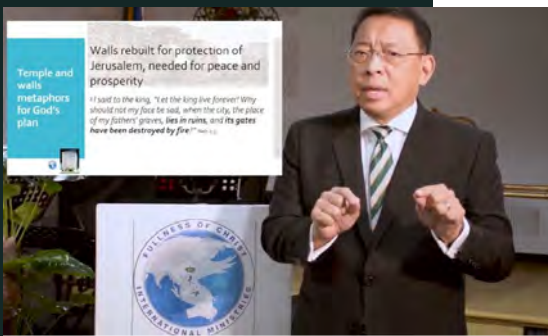 Temple and
walls
metaphors
for God's
plan
Walls rebuilt for protection of
Jerusalem, needed for peace and
prosperity
I said to the king, "Let the king live forever! Why
should not my face be sad, when the city, the place
of my fathers' graves, lies in ruins, and its gates
have been destroyed by fire?"
FULLNESS OF CHRIST
INTERNATIONAL MINISTRIES